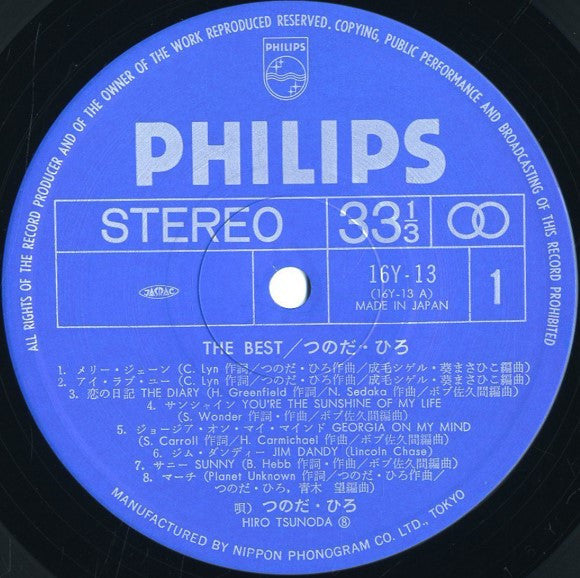 ALL RIGHTS OF THE RECORD PRODUCER AND OF THE OWNER OF THE WORK REPRODUCED RESERVED. COPYING, PUBLIC PERFORMANCE AND BROADCASTING OF THIS RECORD PROHIBITED
PHILIPS
PHILIPS
STEREO
33 1/3
JASRAC
16Y-13
(16Y-13 A)
MADE IN JAPAN
1
THE BEST/つのだ・ひろ
1. メリー・ジェーン (C. Lyn 作詞/つのだ・ひろ作曲/成毛シゲル・葵まさひこ編曲)
2. アイ・ラブ・ユー (C. Lyn 作詞/つのだ・ひろ作曲/成毛シゲル・葵まさひこ編曲)
3. 恋の日記 THE DIARY (H. Greenfield 作詞/N. Sedaka 作曲/ボブ佐久間編曲)
4. サンシャイン YOU'RE THE SUNSHINE OF MY LIFE
(S. Wonder 作詞・作曲/ボブ佐久間編曲)
5. ジョージア・オン・マイ・マインド GEORGIA ON MY MIND
(S. Carroll 作詞/H. Carmichael 作曲/ボブ佐久間編曲)
6. ジム・ダンディー JIM DANDY (Lincoln Chase)
7. サニー SUNNY (B. Hebb 作詞・作曲/ボブ佐久間編曲)
8. マーチ (Planet Unknown 作詞/つのだ・ひろ作曲/
つのだ・ひろ, 青木 望編曲)
唄) つのだ・ひろ
HIRO TSUNODA ⑧
MANUFACTURED BY NIPPON PHONOGRAM CO. LTD., TOKYO